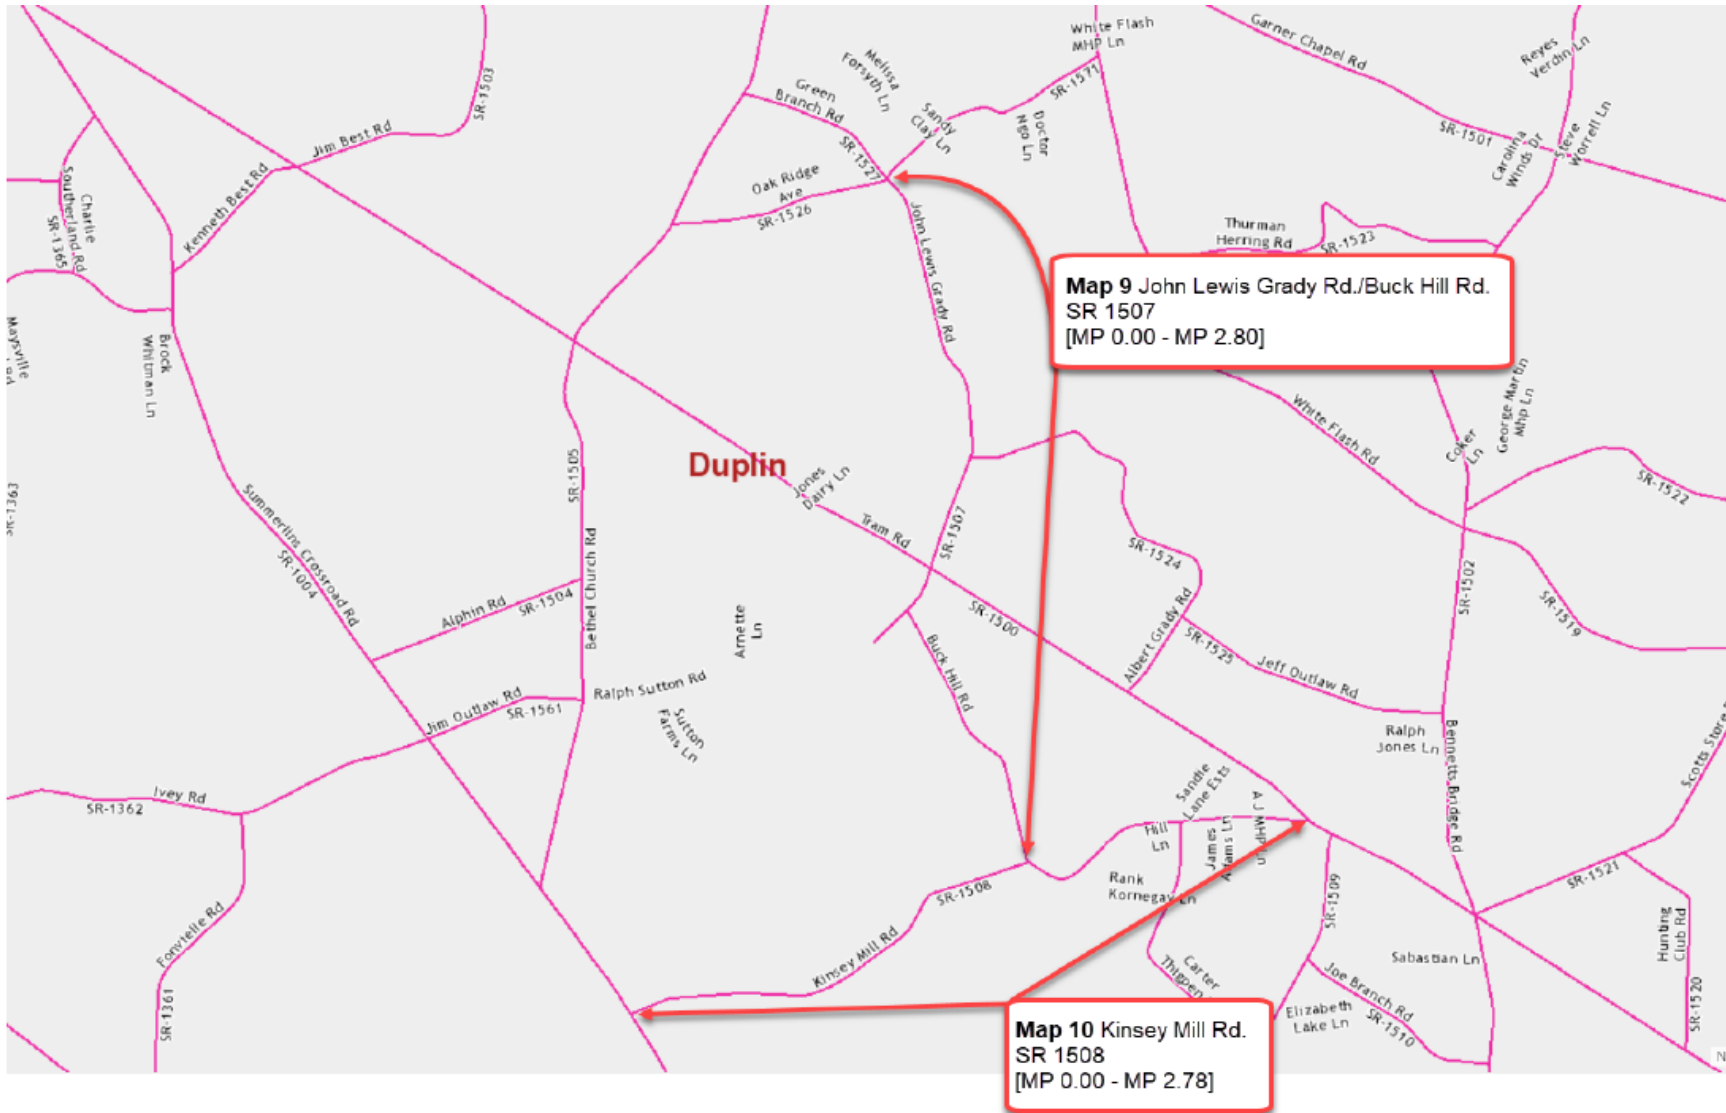 White Flash
MHP Ln
Garner Chapel Rd
Reyes
Verdin Ln
SR-1503
Melissa
Forsyth Ln
Green
Branch Rd
SR-1571
Sandy
Clay Ln
Doctor
Ngo Ln
SR-1501
Carolina
Winds Dr
Steve
Worrell Ln
Jim Best Rd
SR-1527
Kenneth Best Rd
Charlie
Southerland Rd
SR-1365
Oak Ridge
Ave
SR-1526
John Lewis Grady Rd
Thurman
Herring Rd
SR-1523
Map 9 John Lewis Grady Rd./Buck Hill Rd.
SR 1507
[MP 0.00 - MP 2.80]
Maysville
Brock
Whitman Ln
George Martin
Mhp Ln
White Flash Rd
Coker
Ln
SR-1522
SR-1505
Duplin
Jones
Dairy Ln
Tram Rd
SR-1507
SR-1524
Summerlins Crossroad Rd
SR-1004
Bethel Church Rd
Alphin Rd
SR-1504
Arnette
Ln
SR-1500
Albert Grady Rd
SR-1525
Jeff Outlaw Rd
SR-1502
SR-1519
Buck Hill Rd
Ralph Sutton Rd
Sutton
Farms Ln
Jim Outlaw Rd
SR-1561
Ralph
Jones Ln
Bennetts Bridge Rd
Scotts Store
Ivey Rd
SR-1362
Sandie
Lane Ests
A J MHP Ln
Hill
Ln
James
Adams Ln
Rank
Kornegay Ln
SR-1508
SR-1509
SR-1521
Hunting
Club Rd
Fonvielle Rd
Kinsey Mill Rd
Carter
Thigpen
Sabastian Ln
Joe Branch Rd
SR-1510
Elizabeth
Lake Ln
SR-1361
SR-1520
Map 10 Kinsey Mill Rd.
SR 1508
[MP 0.00 - MP 2.78]
N